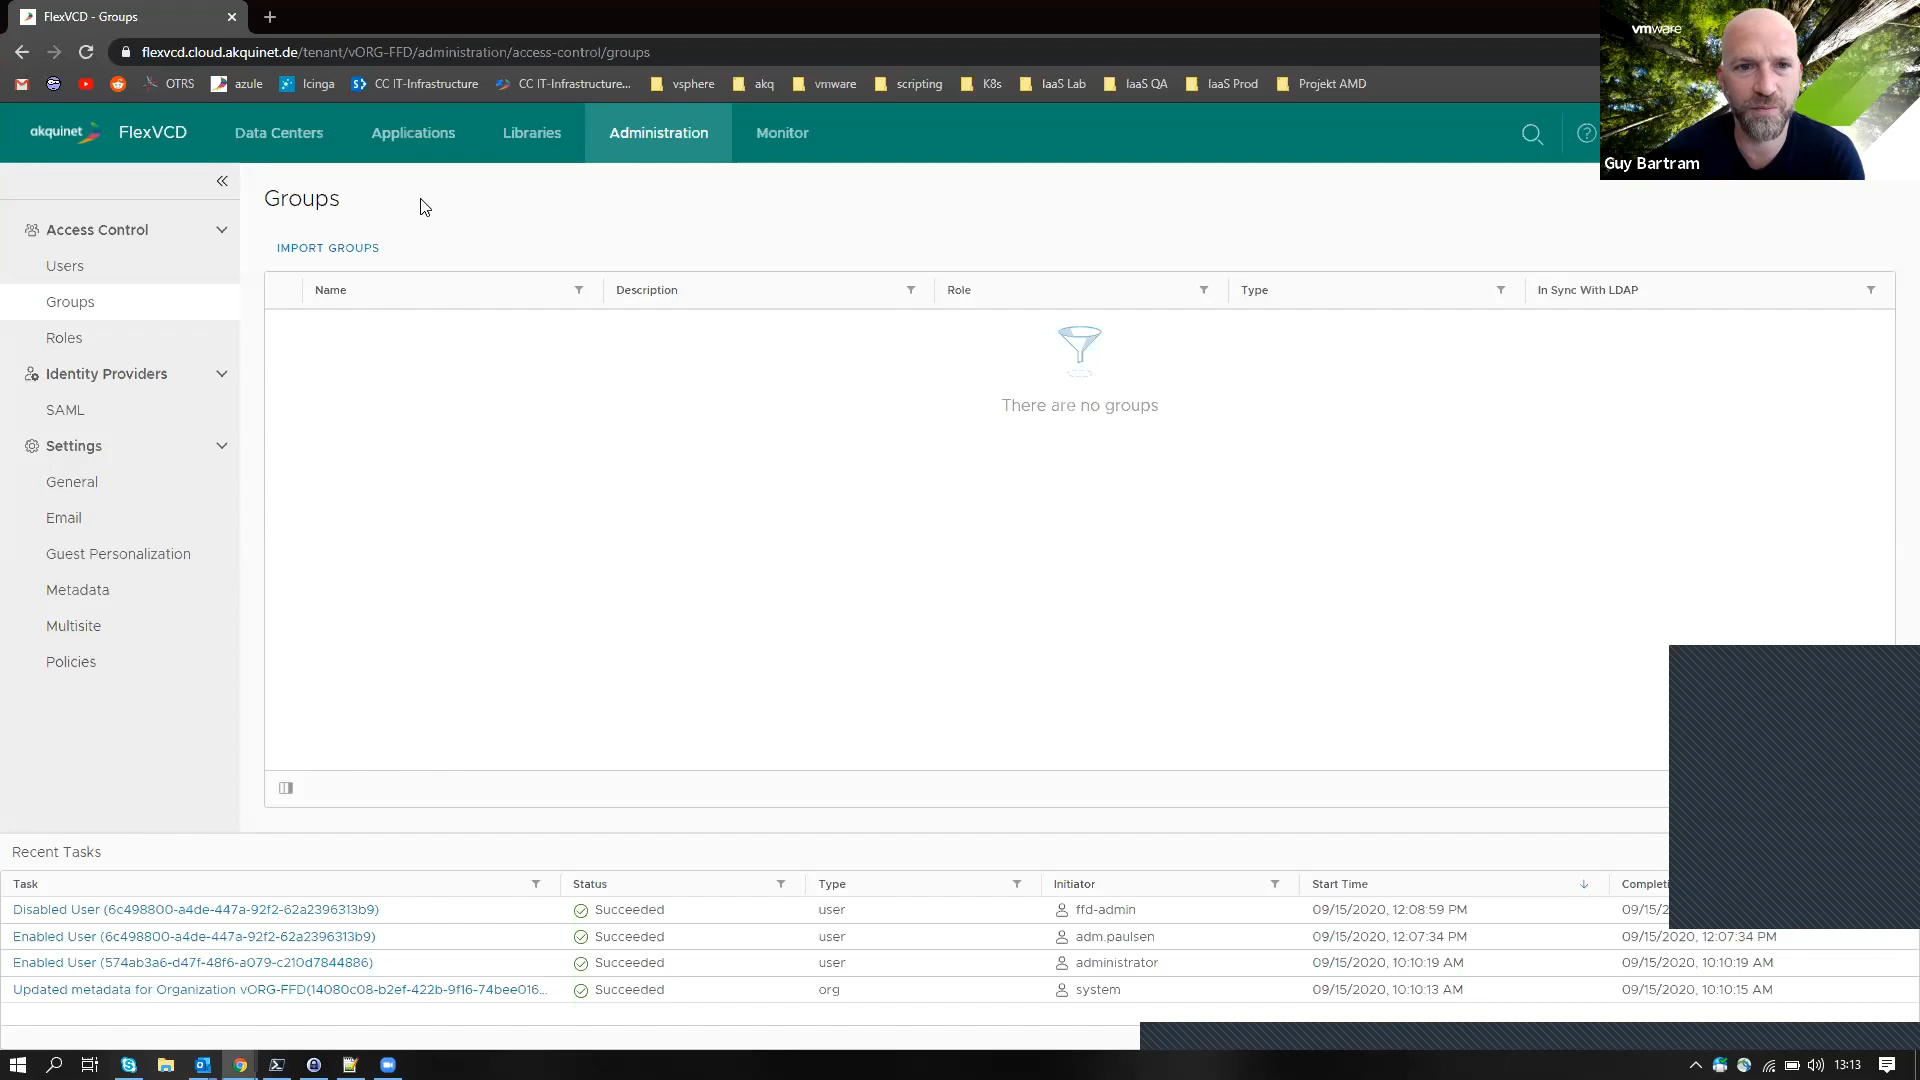 FlexVCD - Groups
flexvcd.cloud.akquinet.de/tenant/vORG-FFD/administration/access-control/groups
OTRS azule Icinga CC IT-Infrastructure CC IT-Infrastructure... vsphere akq vmware scripting K8s IaaS Lab IaaS QA IaaS Prod Projekt AMD
vmware
Guy Bartram
akquinet FlexVCD Data Centers Applications Libraries Administration Monitor
Access Control
Users
Groups
Roles
Identity Providers
SAML
Settings
General
Email
Guest Personalization
Metadata
Multisite
Policies
Groups
IMPORT GROUPS
Name Description Role Type In Sync With LDAP
There are no groups
Recent Tasks
Task Status Type Initiator Start Time Completi
Disabled User (6c498800-a4de-447a-92f2-62a2396313b9) Succeeded user ffd-admin 09/15/2020, 12:08:59 PM 09/15/2
Enabled User (6c498800-a4de-447a-92f2-62a2396313b9) Succeeded user adm.paulsen 09/15/2020, 12:07:34 PM 09/15/2020, 12:07:34 PM
Enabled User (574ab3a6-d47f-48f6-a079-c210d7844886) Succeeded user administrator 09/15/2020, 10:10:19 AM 09/15/2020, 10:10:19 AM
Updated metadata for Organization vORG-FFD(14080c08-b2ef-422b-9f16-74bee016... Succeeded org system 09/15/2020, 10:10:13 AM 09/15/2020, 10:10:15 AM
13:13